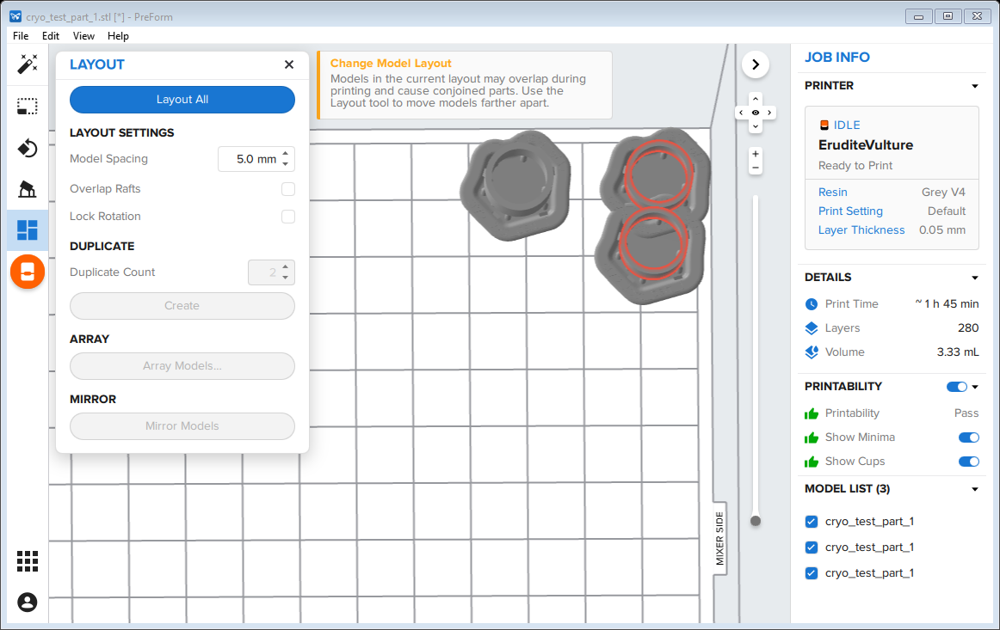 cryo_test_part_1.stl [*] - PreForm
File Edit View Help
LAYOUT
Layout All
LAYOUT SETTINGS
Model Spacing 5.0 mm
Overlap Rafts
Lock Rotation
DUPLICATE
Duplicate Count 2
Create
ARRAY
Array Models...
MIRROR
Mirror Models
Change Model Layout
Models in the current layout may overlap during
printing and cause conjoined parts. Use the
Layout tool to move models farther apart.
MIXER SIDE
JOB INFO
PRINTER
IDLE
EruditeVulture
Ready to Print
Resin Grey V4
Print Setting Default
Layer Thickness 0.05 mm
DETAILS
Print Time ~ 1 h 45 min
Layers 280
Volume 3.33 mL
PRINTABILITY
Printability Pass
Show Minima
Show Cups
MODEL LIST (3)
cryo_test_part_1
cryo_test_part_1
cryo_test_part_1